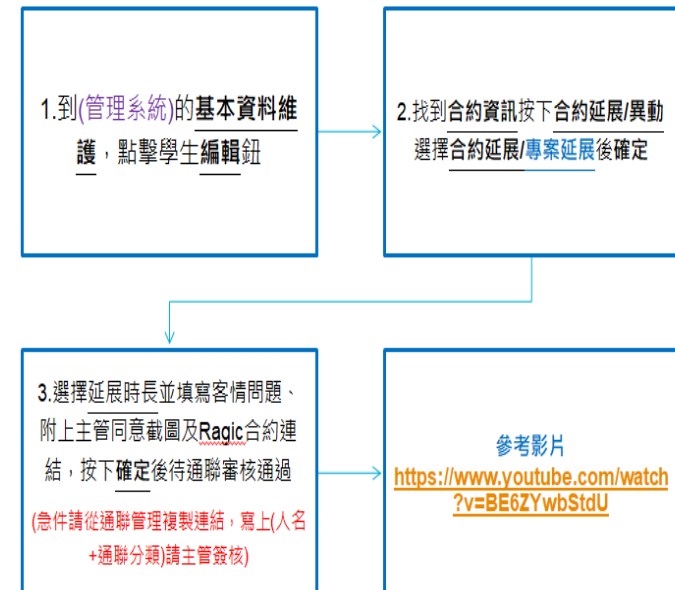 1.到(管理系統)的基本資料維
護，點擊學生編輯鈕
2.找到合約資訊按下合約延展/異動
選擇合約延展/專案延展後確定
3.選擇延展時長並填寫客情問題、
附上主管同意截圖及Ragic合約連
結，按下確定後待通聯審核通過
(急件請從通聯管理複製連結，寫上(人名
+通聯分類)請主管簽核)
參考影片
https://www.youtube.com/watch
?v=BE6ZYwbStdU